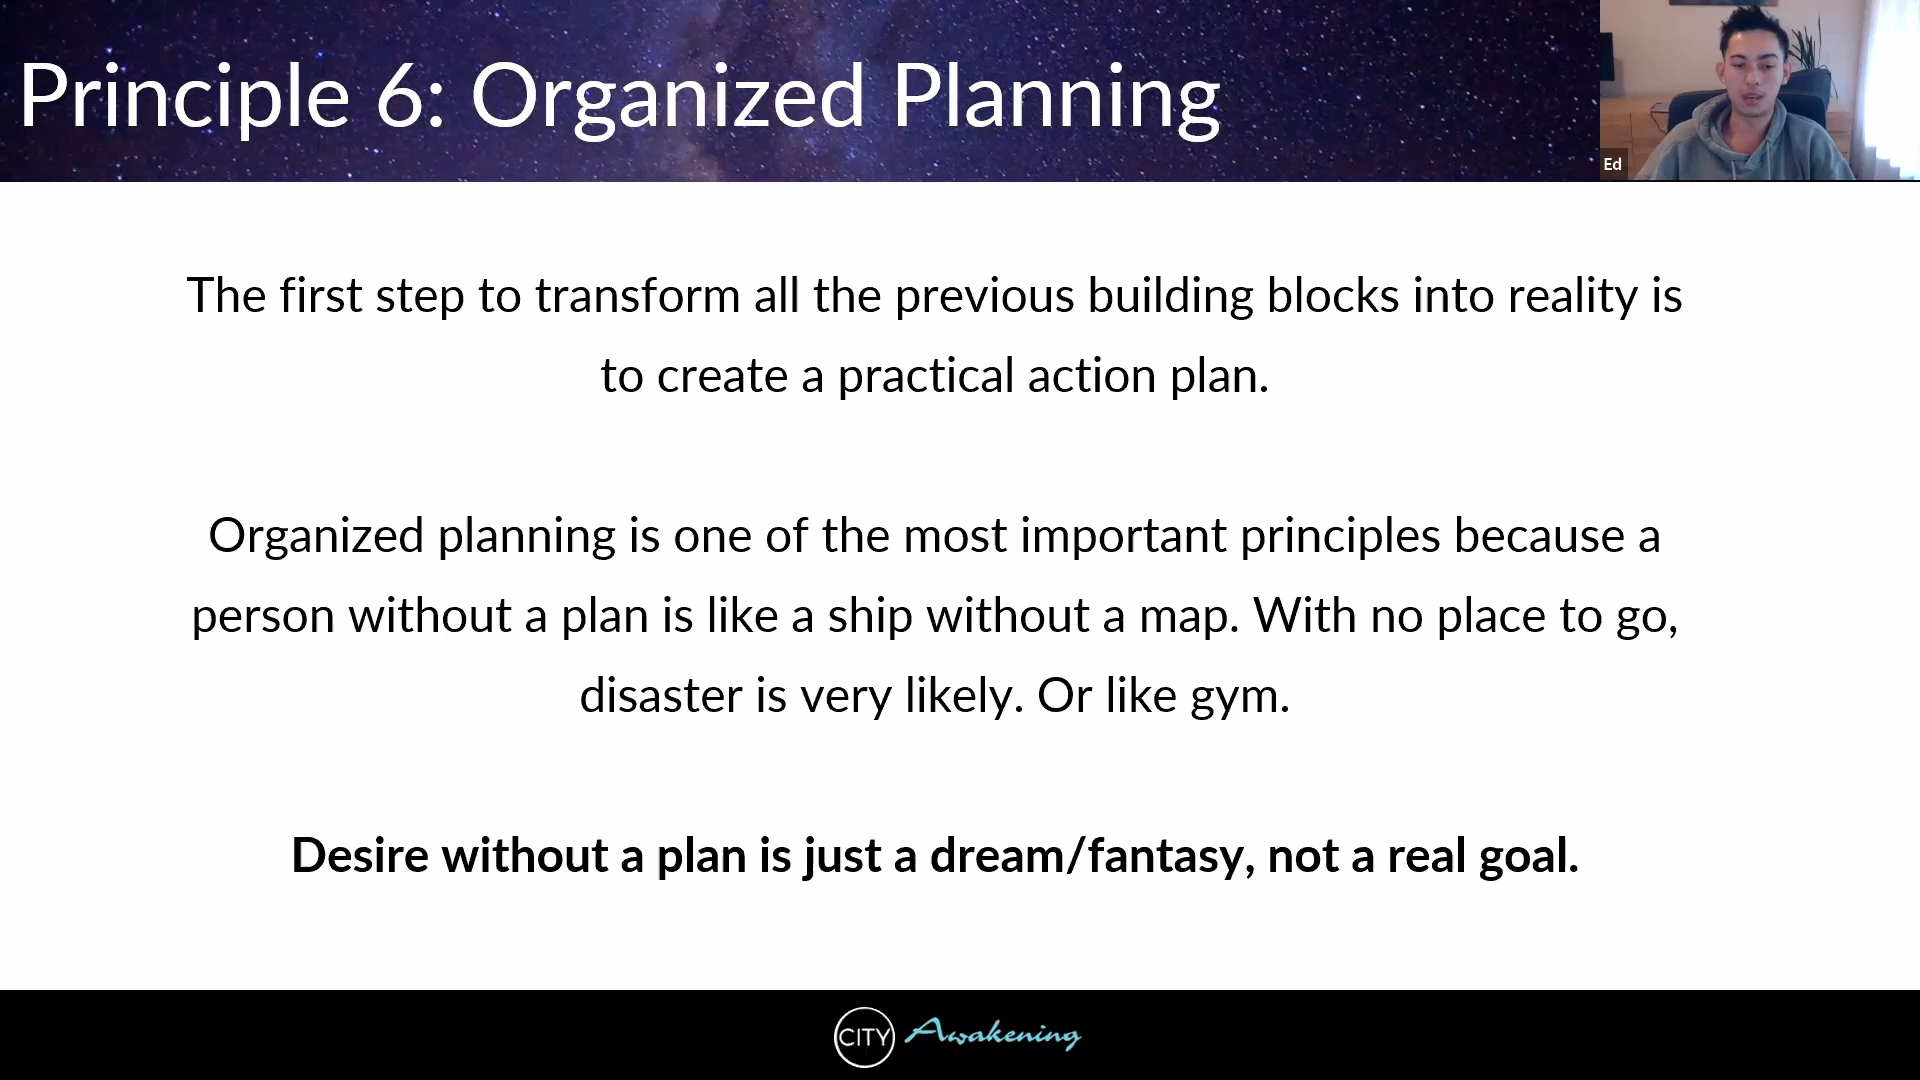 Principle 6: Organized Planning
Ed
The first step to transform all the previous building blocks into reality is
to create a practical action plan.
Organized planning is one of the most important principles because a
person without a plan is like a ship without a map. With no place to go,
disaster is very likely. Or like gym.
Desire without a plan is just a dream/fantasy, not a real goal.
CITY Awakening